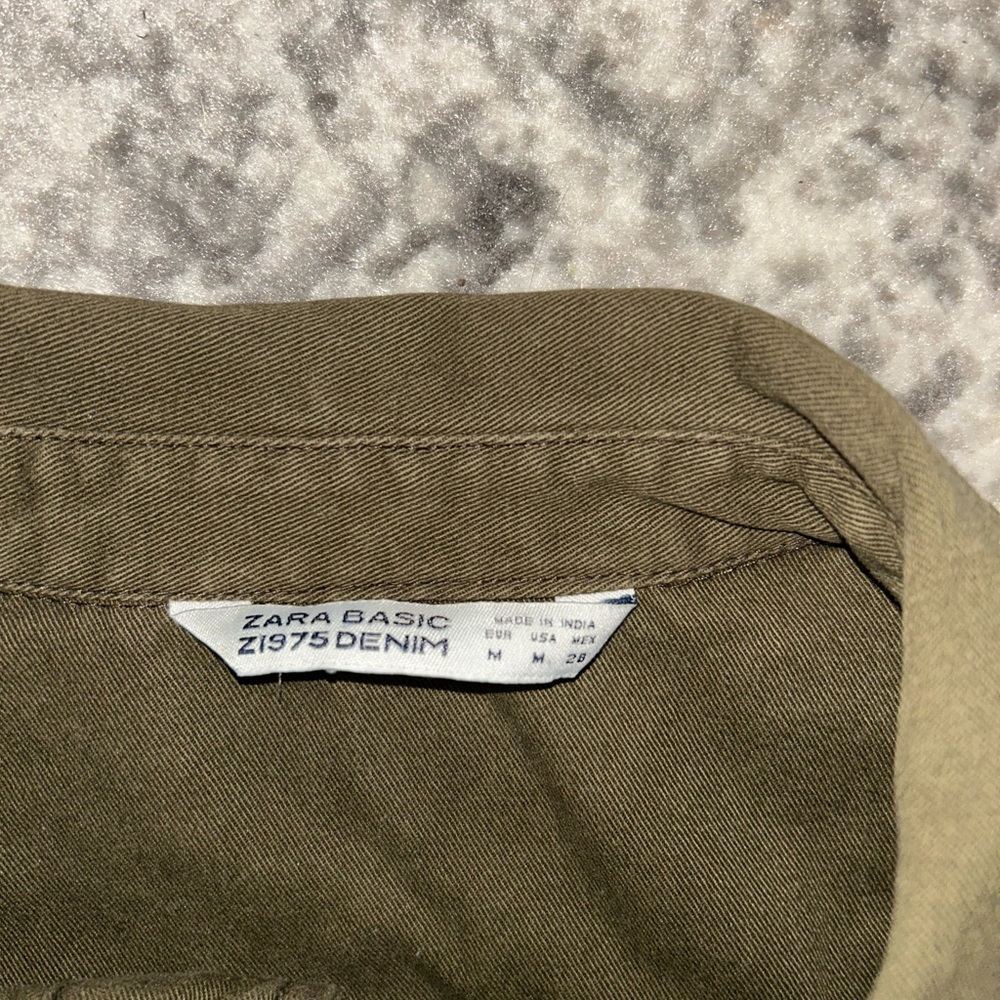 ZARA BASIC
Z1975 DENIM
MADE IN INDIA
EUR USA MEX
M M 28